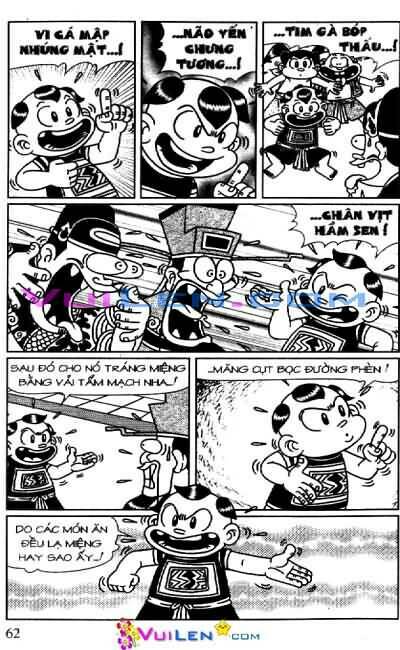 VI CÁ MẬP
NHÚNG MẬT...!
...NÃO YẾN
CHƯNG
TƯƠNG...!
...TIM GÀ BÓP
THẤU...!
...CHÂN VỊT
HẦM SEN!
VUILEN.COM
SAU ĐÓ CHO NÓ TRÁNG MIỆNG
BẰNG VẢI TẨM MẠCH NHA...!
...MĂNG CỤT BỌC ĐƯỜNG PHÈN!
DO CÁC MÓN ĂN
ĐỀU LẠ MIỆNG
HAY SAO ẤY...!
62
VUILEN.COM